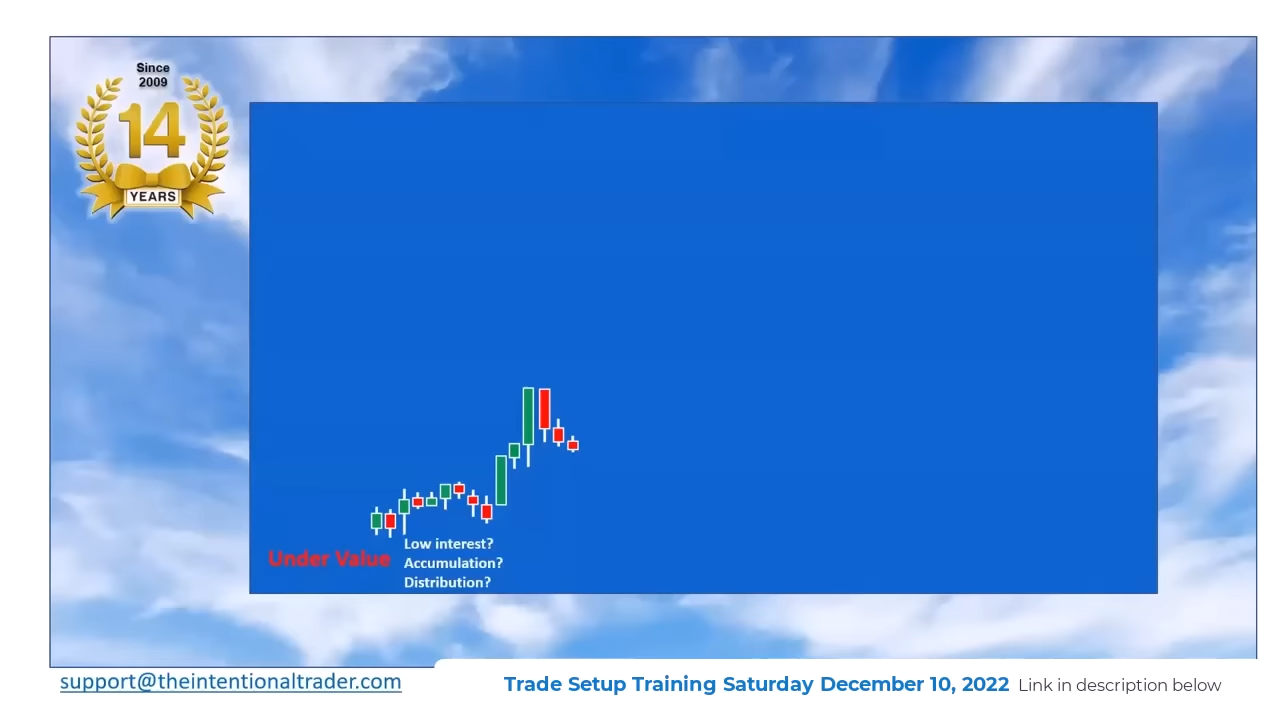 Since
2009
14
YEARS
Low interest?
Under Value
Accumulation?
Distribution?
support@theintentionaltrader.com
Trade Setup Training Saturday December 10, 2022 Link in description below